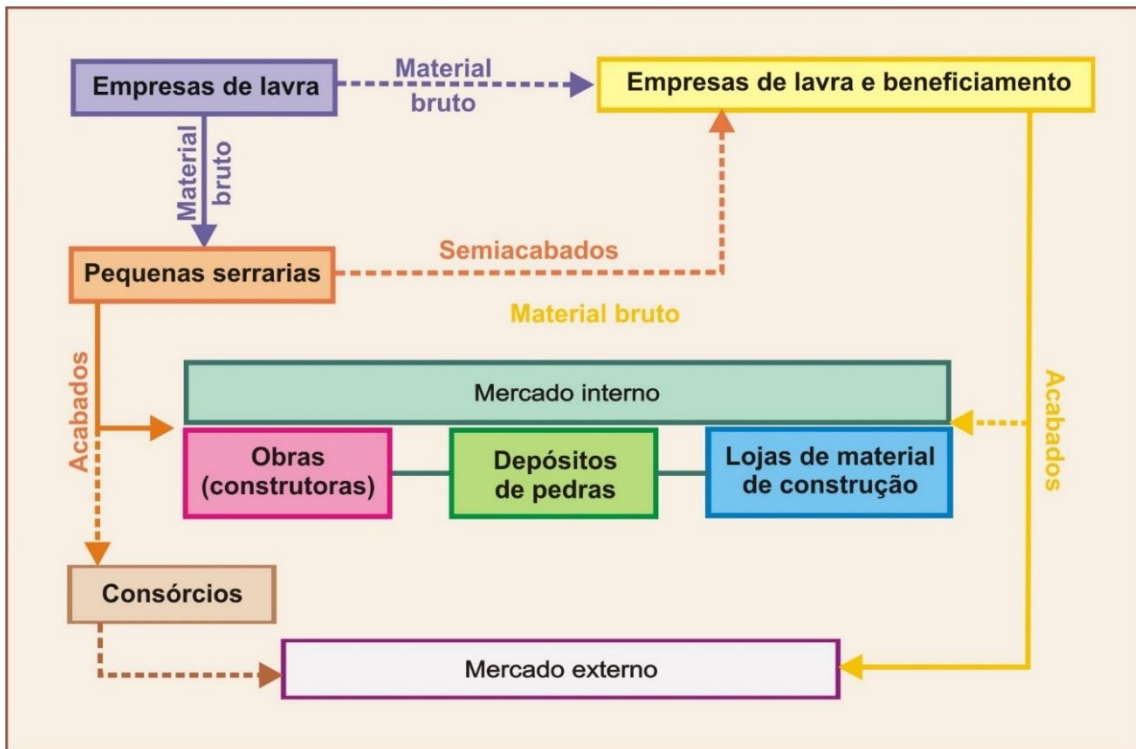 Empresas de lavra
Material
bruto
Empresas de lavra e beneficiamento
Material
bruto
Pequenas serrarias
Semiacabados
Material bruto
Acabados
Mercado interno
Acabados
Obras
(construtoras)
Depósitos
de pedras
Lojas de material
de construção
Consórcios
Mercado externo